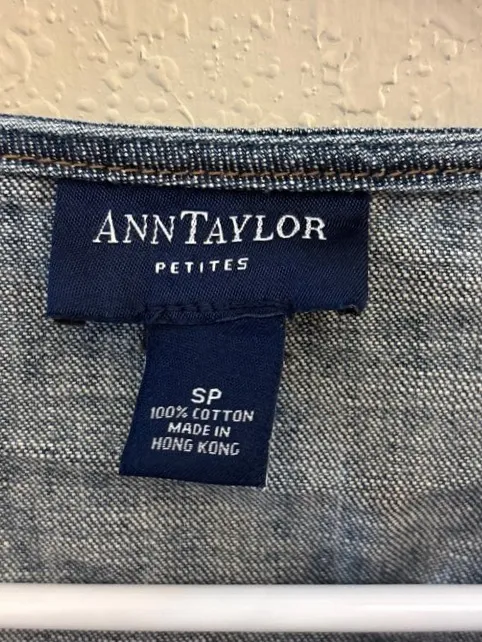 ANNTAYLOR
PETITES
SP
100% COTTON
MADE IN
HONG KONG